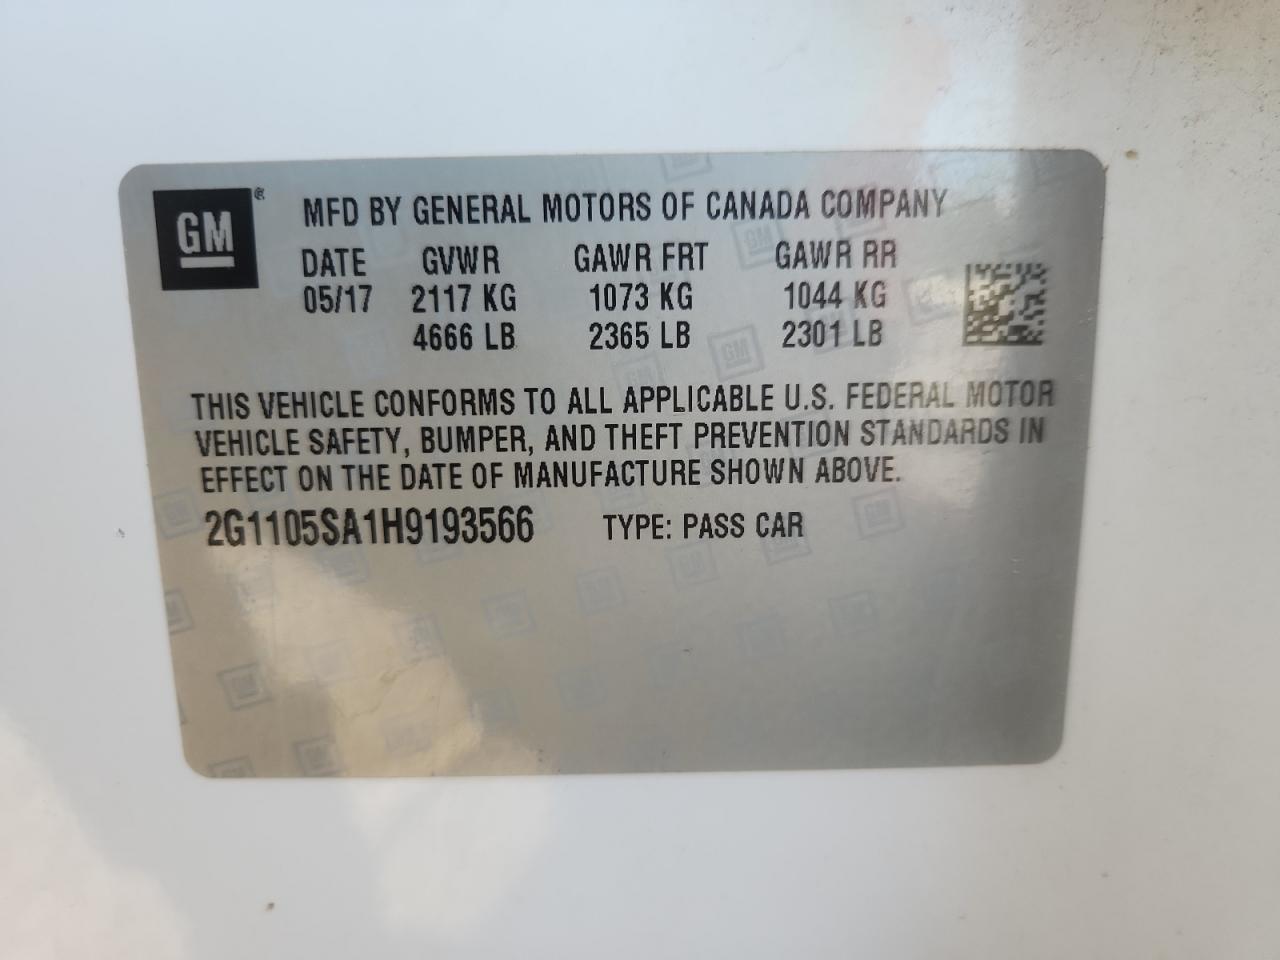 GM®
MFD BY GENERAL MOTORS OF CANADA COMPANY
DATE GVWR GAWR FRT GAWR RR
05/17 2117 KG 1073 KG 1044 KG
4666 LB 2365 LB 2301 LB
THIS VEHICLE CONFORMS TO ALL APPLICABLE U.S. FEDERAL MOTOR
VEHICLE SAFETY, BUMPER, AND THEFT PREVENTION STANDARDS IN
EFFECT ON THE DATE OF MANUFACTURE SHOWN ABOVE.
2G1105SA1H9193566 TYPE: PASS CAR